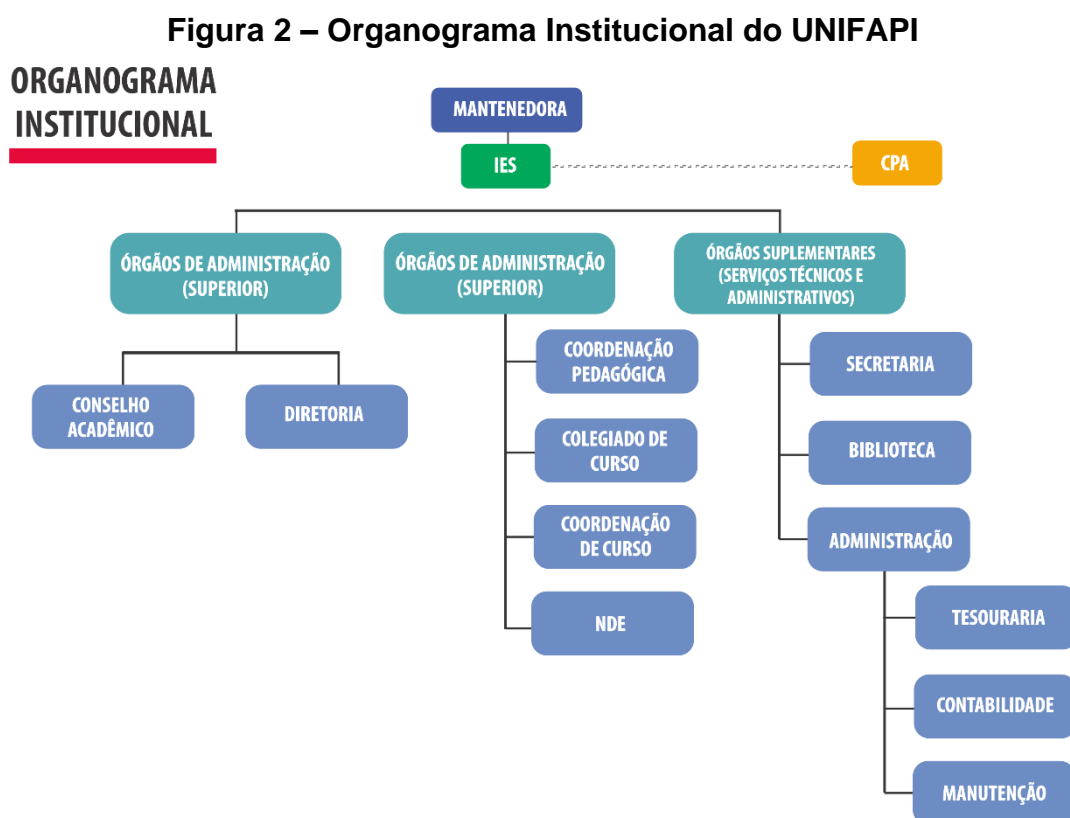 Figura 2 – Organograma Institucional do UNIFAPI
ORGANOGRAMA
INSTITUCIONAL
MANTENEDORA
IES
CPA
ÓRGÃOS DE ADMINISTRAÇÃO
(SUPERIOR)
ÓRGÃOS DE ADMINISTRAÇÃO
(SUPERIOR)
ÓRGÃOS SUPLEMENTARES
(SERVIÇOS TÉCNICOS E
ADMINISTRATIVOS)
CONSELHO
ACADÊMICO
DIRETORIA
COORDENAÇÃO
PEDAGÓGICA
COLEGIADO DE
CURSO
COORDENAÇÃO
DE CURSO
NDE
SECRETARIA
BIBLIOTECA
ADMINISTRAÇÃO
TESOURARIA
CONTABILIDADE
MANUTENÇÃO